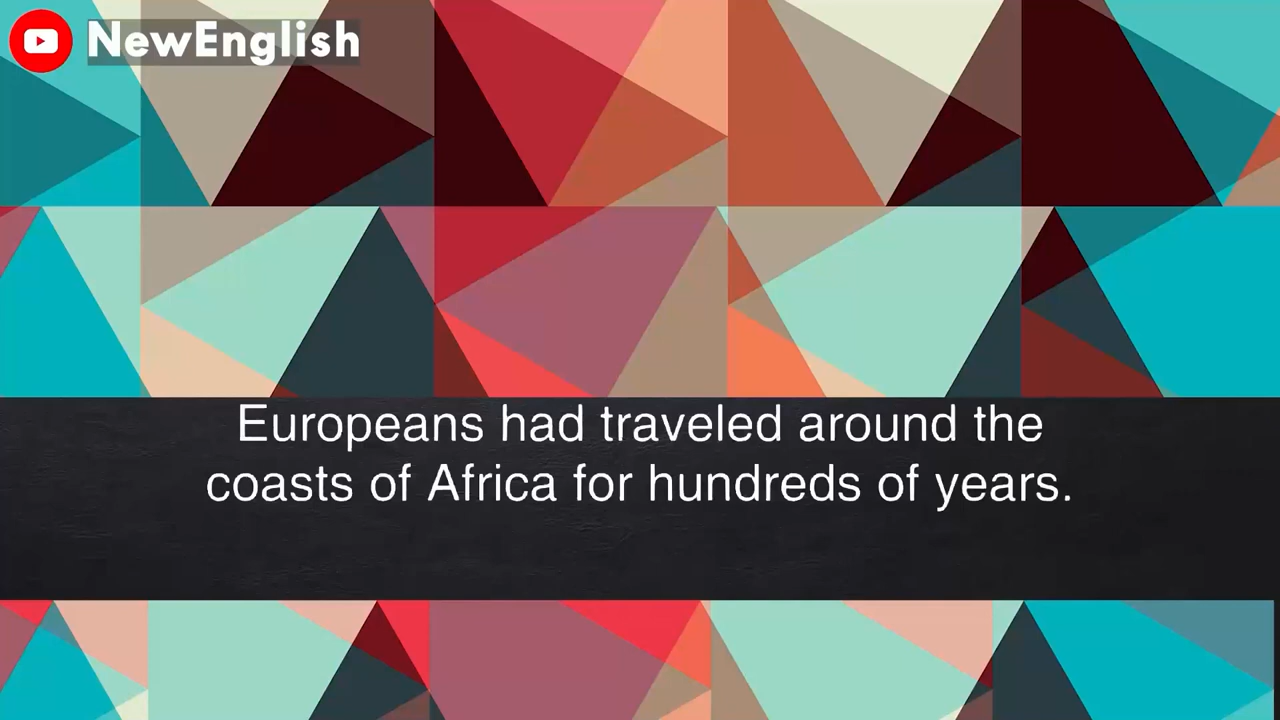 NewEnglish
Europeans had traveled around the
coasts of Africa for hundreds of years.